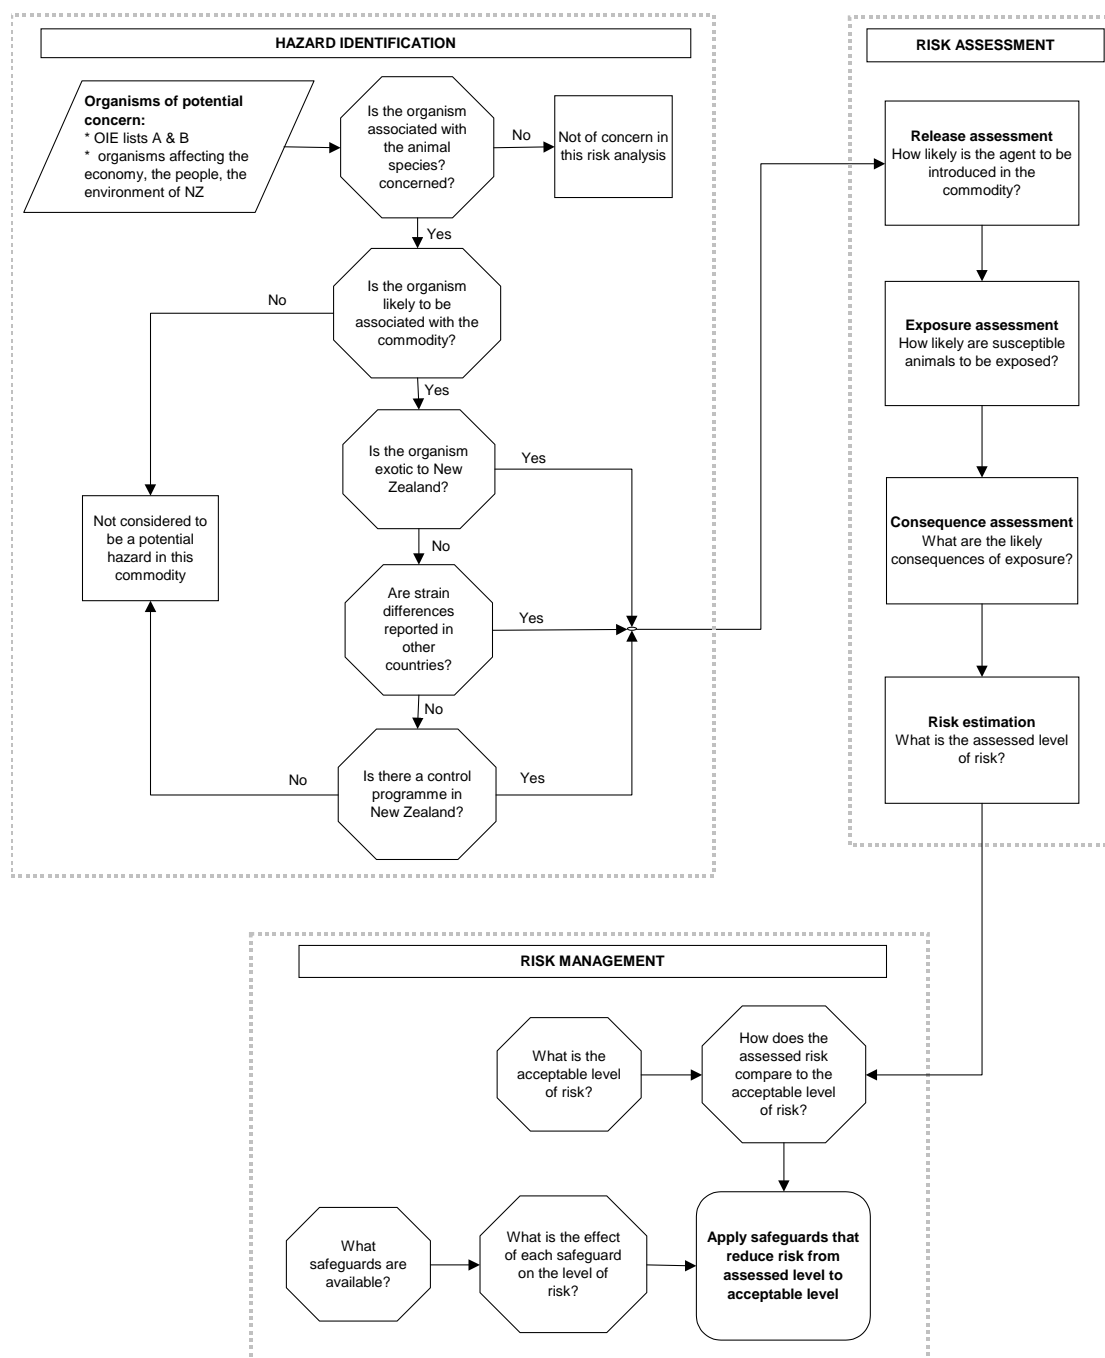 HAZARD IDENTIFICATION
Organisms of potential
concern:
* OIE lists A & B
* organisms affecting the
economy, the people, the
environment of NZ
Is the organism
associated with
the animal
species?
concerned?
No
Not of concern in
this risk analysis
Yes
Is the organism
likely to be
associated with the
commodity?
No
Yes
Is the organism
exotic to New
Zealand?
Yes
Not considered to
be a potential
hazard in this
commodity
No
Are strain
differences
reported in
other
countries?
Yes
No
Is there a control
programme in
New Zealand?
No
Yes
RISK ASSESSMENT
Release assessment
How likely is the agent to be
introduced in the
commodity?
Exposure assessment
How likely are susceptible
animals to be exposed?
Consequence assessment
What are the likely
consequences of exposure?
Risk estimation
What is the assessed level
of risk?
RISK MANAGEMENT
What is the
acceptable level
of risk?
How does the
assessed risk
compare to the
acceptable level
of risk?
What
safeguards are
available?
What is the effect
of each safeguard
on the level of
risk?
Apply safeguards that
reduce risk from
assessed level to
acceptable level